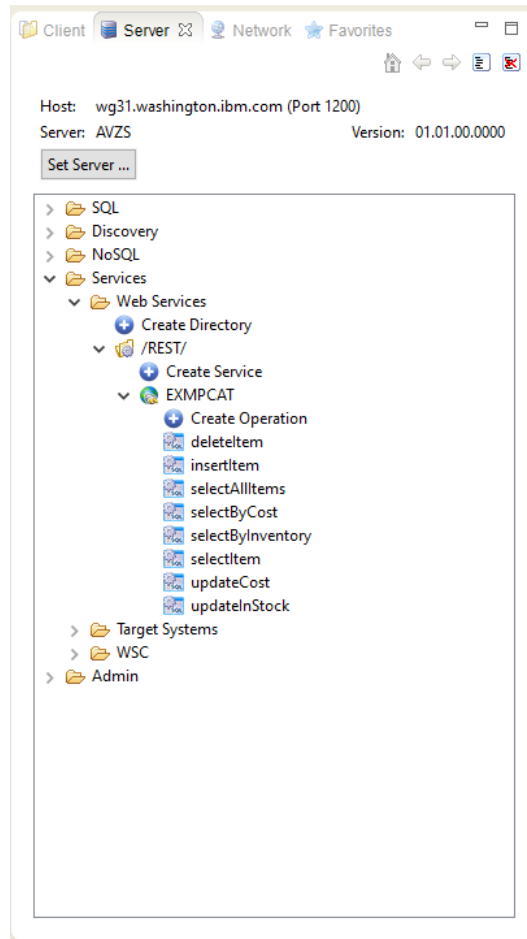 Client Server Network Favorites
Host: wg31.washington.ibm.com (Port 1200)
Server: AVZS Version: 01.01.00.0000
Set Server ...
SQL
Discovery
NoSQL
Services
Web Services
Create Directory
/REST/
Create Service
EXMPCAT
Create Operation
deleteItem
insertItem
selectAllItems
selectByCost
selectByInventory
selectItem
updateCost
updateInStock
Target Systems
WSC
Admin